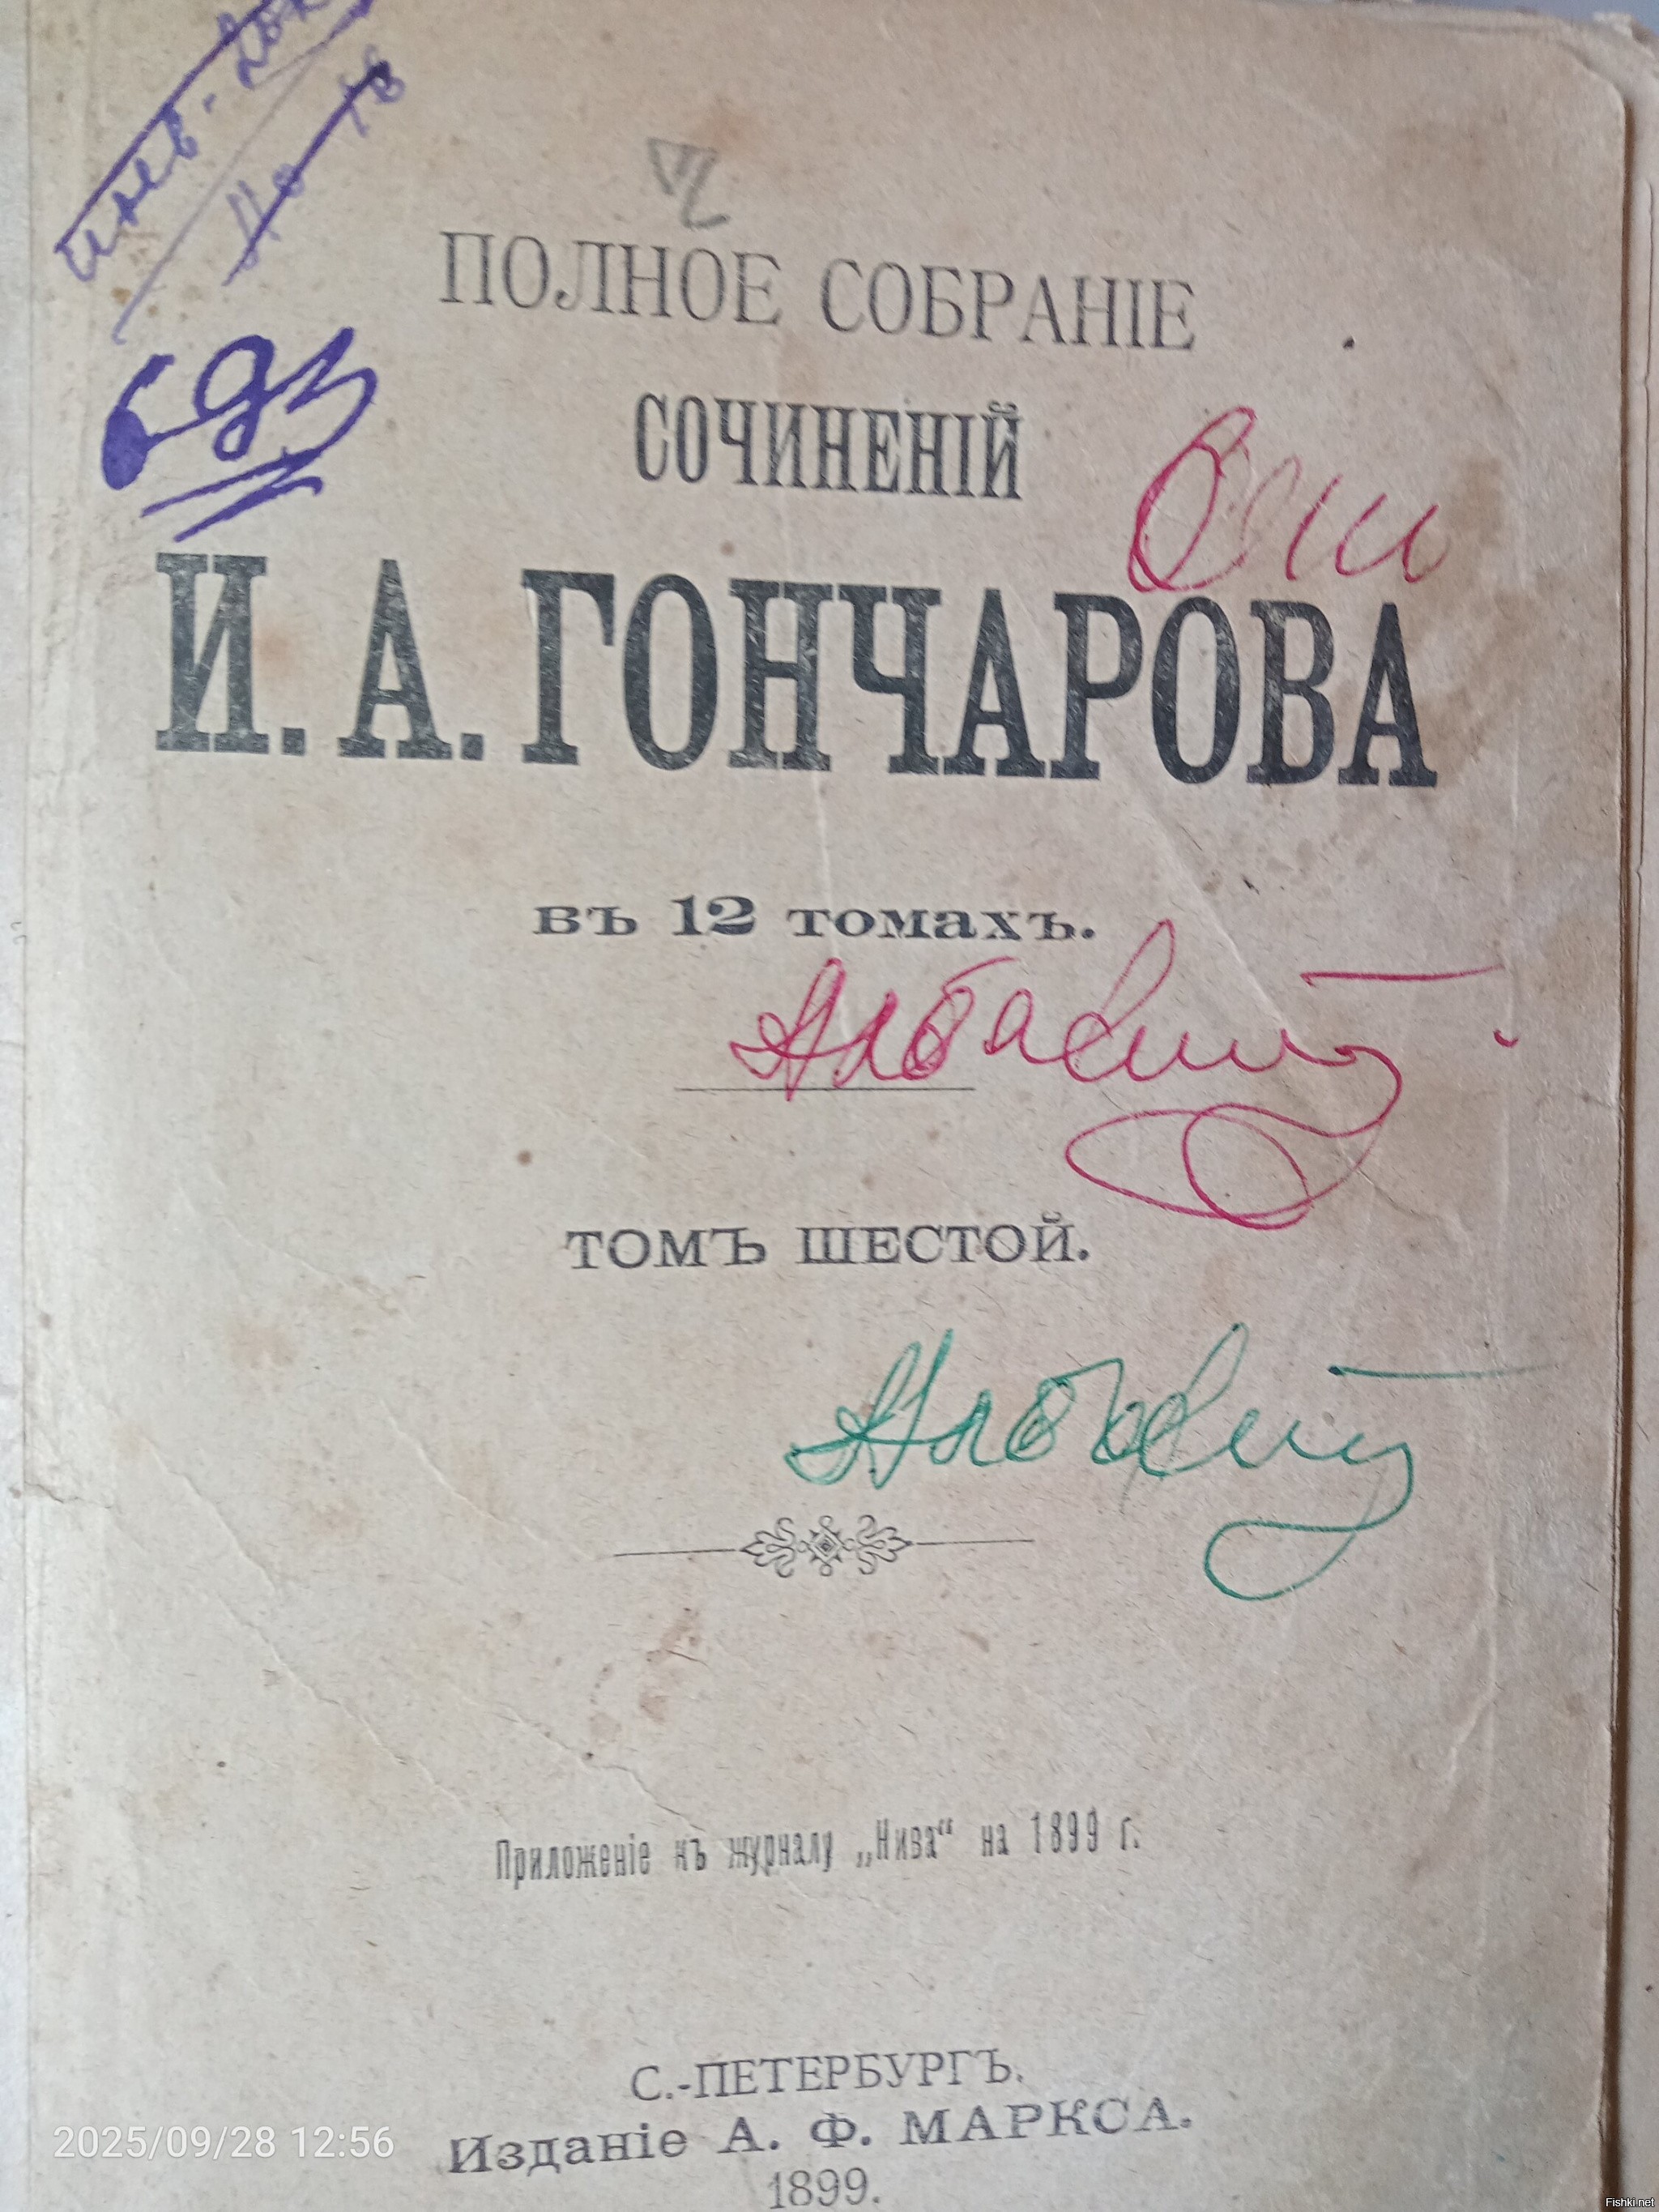 ПОЛНОЕ СОБРАНІЕ
СОЧИНЕНІЙ
И. А. ГОНЧАРОВА
въ 12 томахъ.
ТОМЪ ШЕСТОЙ.
Приложеніе къ журналу „Нива“ на 1899 г.
С.-ПЕТЕРБУРГЪ.
Изданіе А. Ф. МАРКСА.
1899.
2025/09/28 12:56
Fishki.net